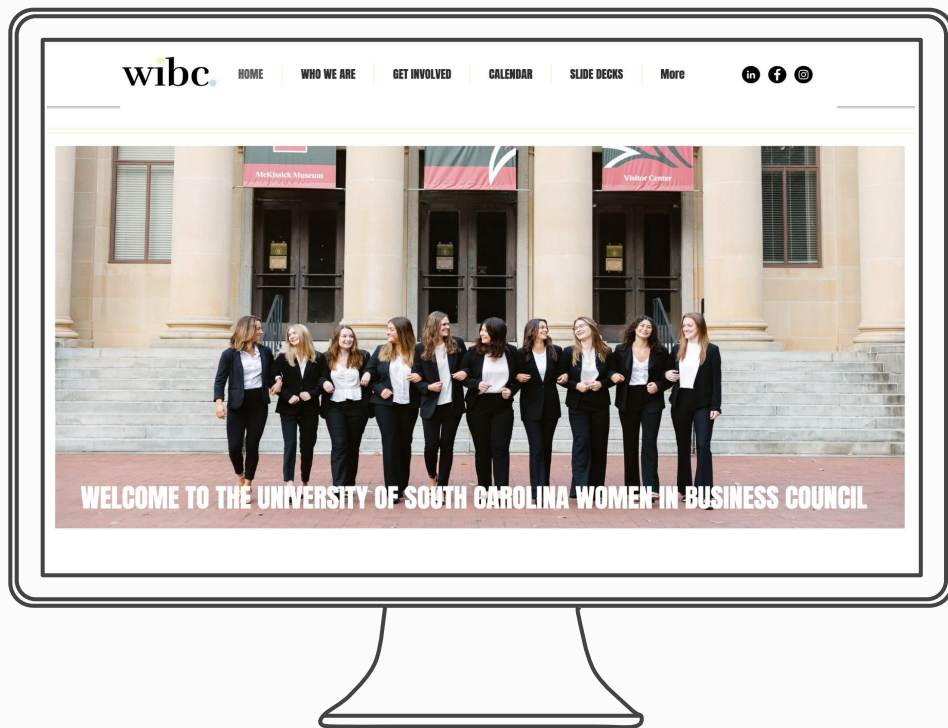 wibc.
HOME
WHO WE ARE
GET INVOLVED
CALENDAR
SLIDE DECKS
More
in f
McKissick Museum
Visitor Center
WELCOME TO THE UNIVERSITY OF SOUTH CAROLINA WOMEN IN BUSINESS COUNCIL